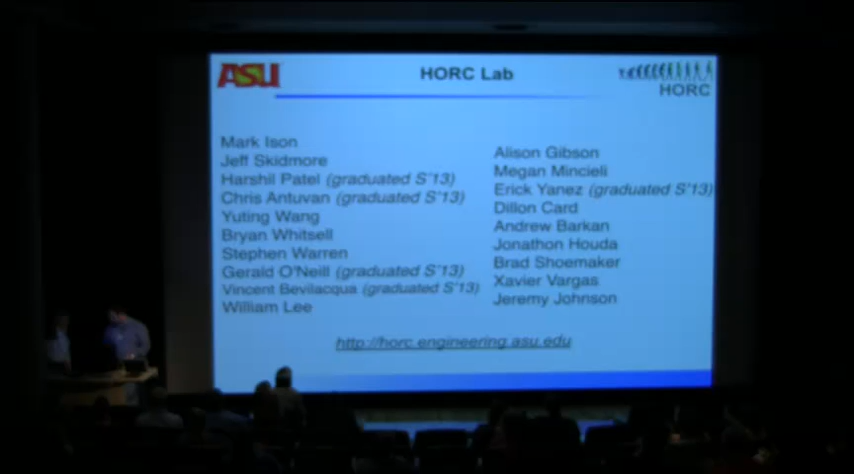 ASU
HORC Lab
HORC
Mark Ison
Jeff Skidmore
Harshil Patel (graduated S'13)
Chris Antuvan (graduated S'13)
Yuting Wang
Bryan Whitsell
Stephen Warren
Gerald O'Neill (graduated S'13)
Vincent Bevilacqua (graduated S'13)
William Lee
Alison Gibson
Megan Mincieli
Erick Yanez (graduated S'13)
Dillon Card
Andrew Barkan
Jonathon Houda
Brad Shoemaker
Xavier Vargas
Jeremy Johnson
http://horc.engineering.asu.edu